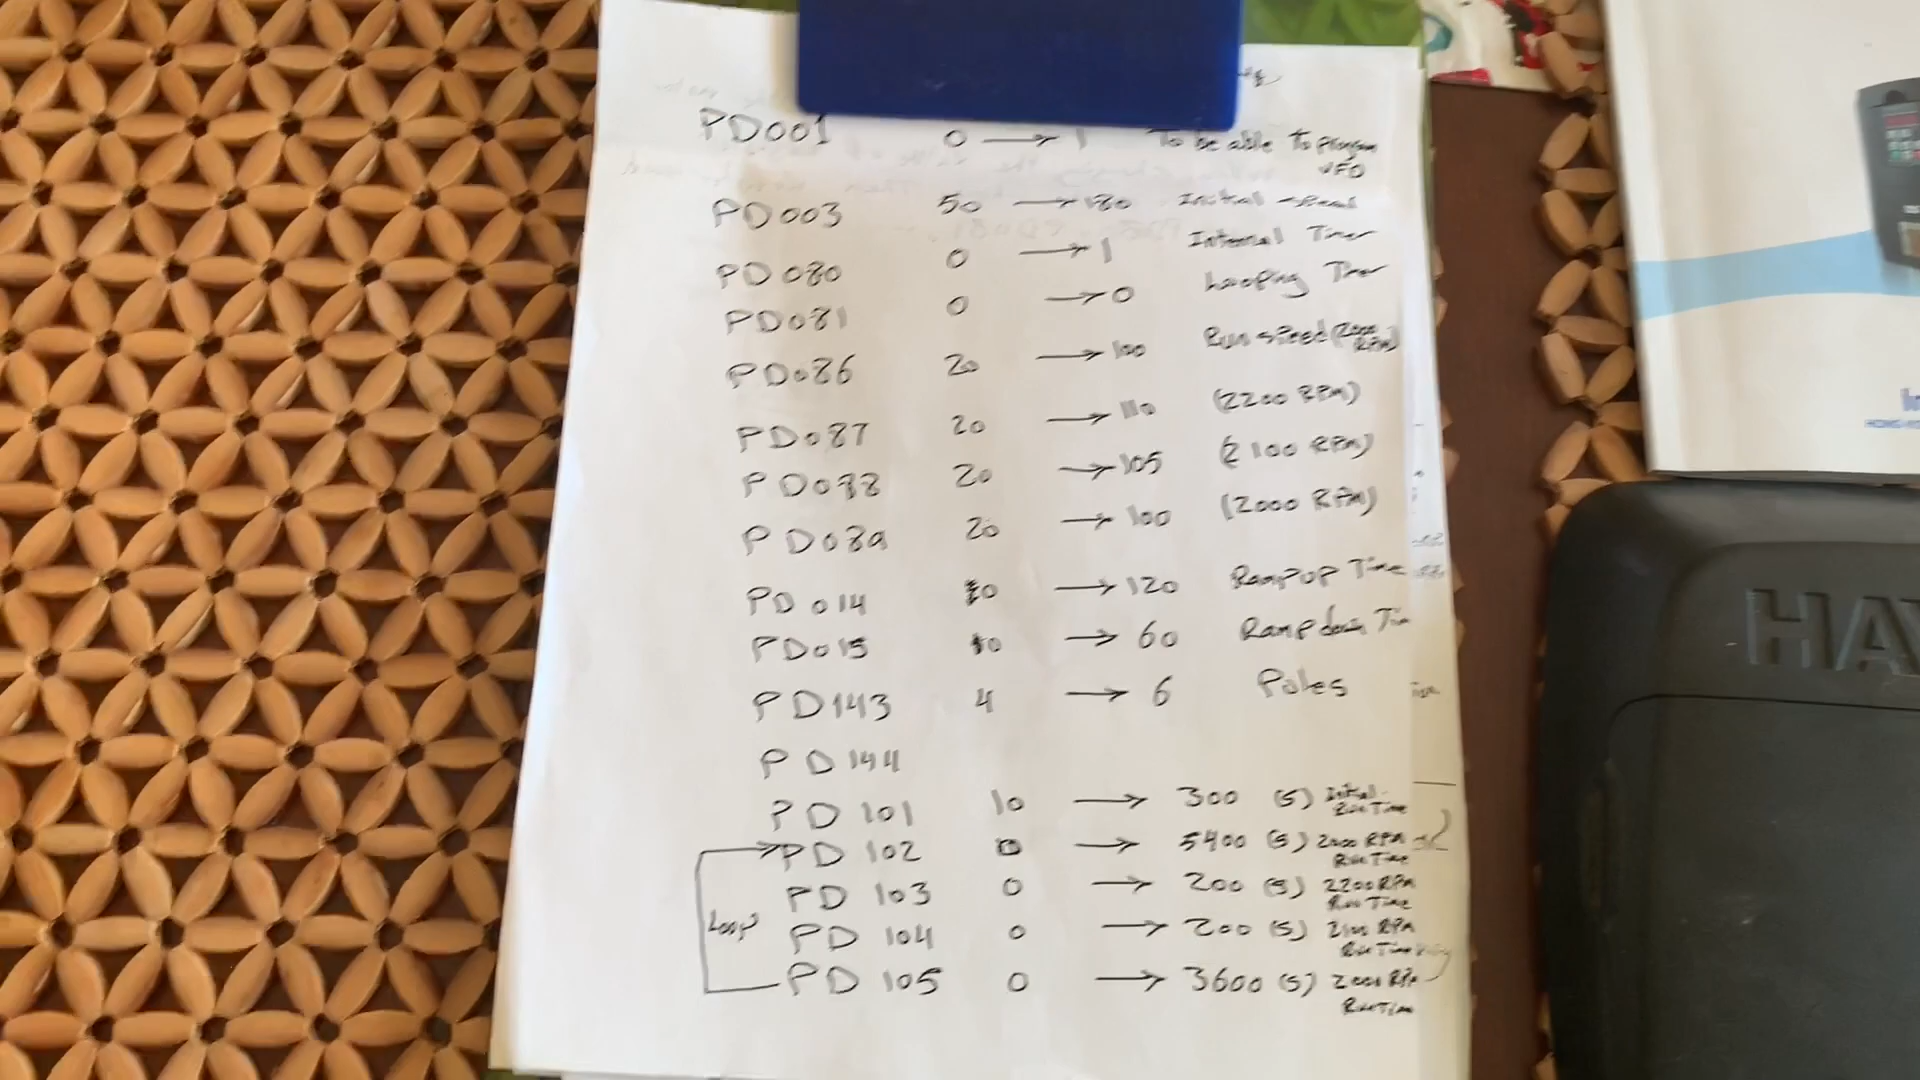 PD001 0 → 1 To be able to program
VFD
PD003 50 → 180 Initial speed
PD080 0 → 1 Internal Timer
PD081 0 → 0 Looping Timer
PD086 20 → 100 Run speed (2000
RPM)
PD087 20 → 110 (2200 RPM)
PD088 20 → 105 (2100 RPM)
PD089 20 → 100 (2000 RPM)
PD014 10 → 120 Ramp up Time
PD015 10 → 60 Ramp down Tim
PD143 4 → 6 Poles
PD144
PD 101 10 → 300 (S) Initial
Run Time
PD 102 0 → 5400 (S) 2000 RPM
Run Time
PD 103 0 → 200 (S) 2200 RPM
Run Time
Loop
PD 104 0 → 200 (S) 2100 RPM
Run Time
PD 105 0 → 3600 (S) 2000 RPM
Run Time
HA